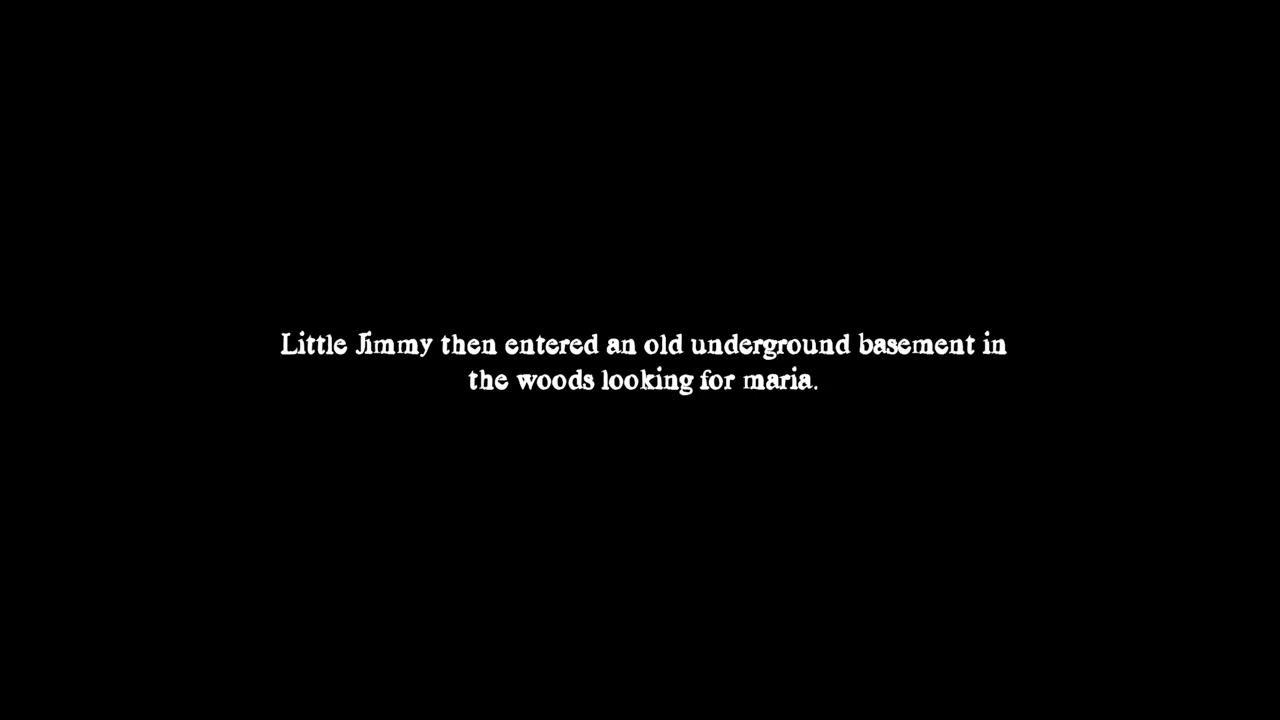 Little Jimmy then entered an old underground basement in
the woods looking for maria.